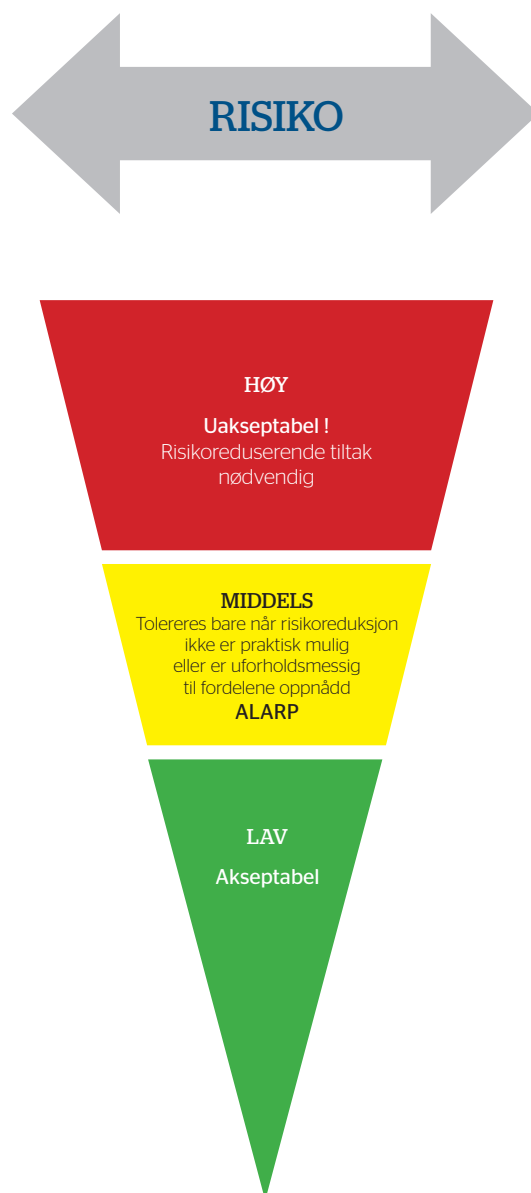 RISIKO
HØY
Uakseptabel !
Risikoreduserende tiltak
nødvendig
MIDDELS
Tolereres bare når risikoreduksjon
ikke er praktisk mulig
eller er uforholdsmessig
til fordelene oppnådd
ALARP
LAV
Akseptabel